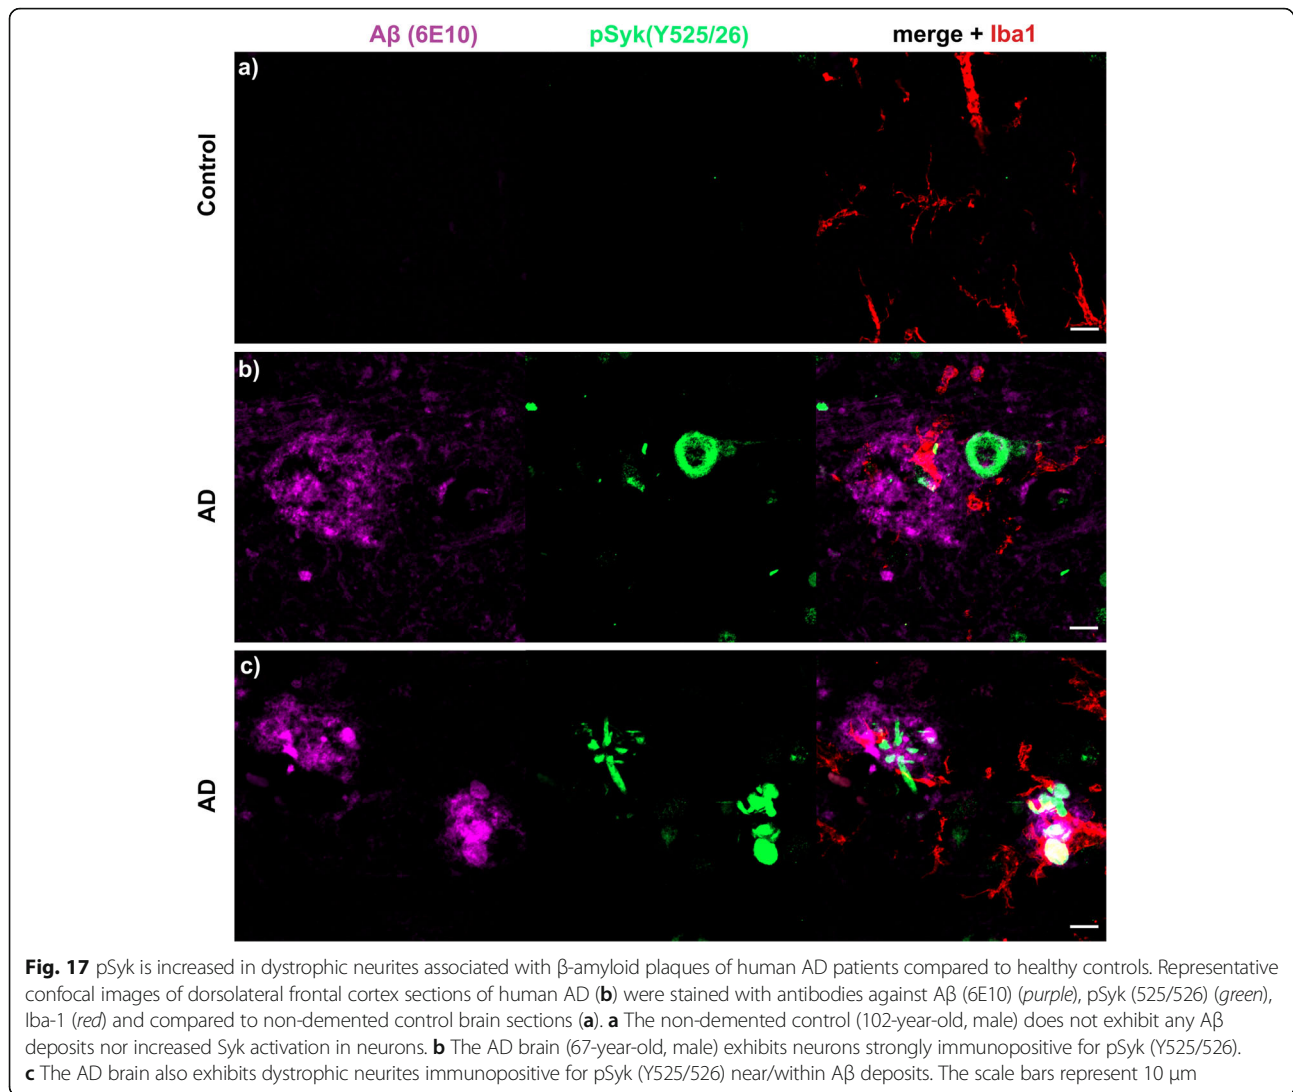 Aβ (6E10) pSyk(Y525/26) merge + Iba1
a)
Control
b)
AD
c)
AD
Fig. 17 pSyk is increased in dystrophic neurites associated with β-amyloid plaques of human AD patients compared to healthy controls. Representative
confocal images of dorsolateral frontal cortex sections of human AD (b) were stained with antibodies against Aβ (6E10) (purple), pSyk (525/526) (green),
Iba-1 (red) and compared to non-demented control brain sections (a). a The non-demented control (102-year-old, male) does not exhibit any Aβ
deposits nor increased Syk activation in neurons. b The AD brain (67-year-old, male) exhibits neurons strongly immunopositive for pSyk (Y525/526).
c The AD brain also exhibits dystrophic neurites immunopositive for pSyk (Y525/526) near/within Aβ deposits. The scale bars represent 10 μm